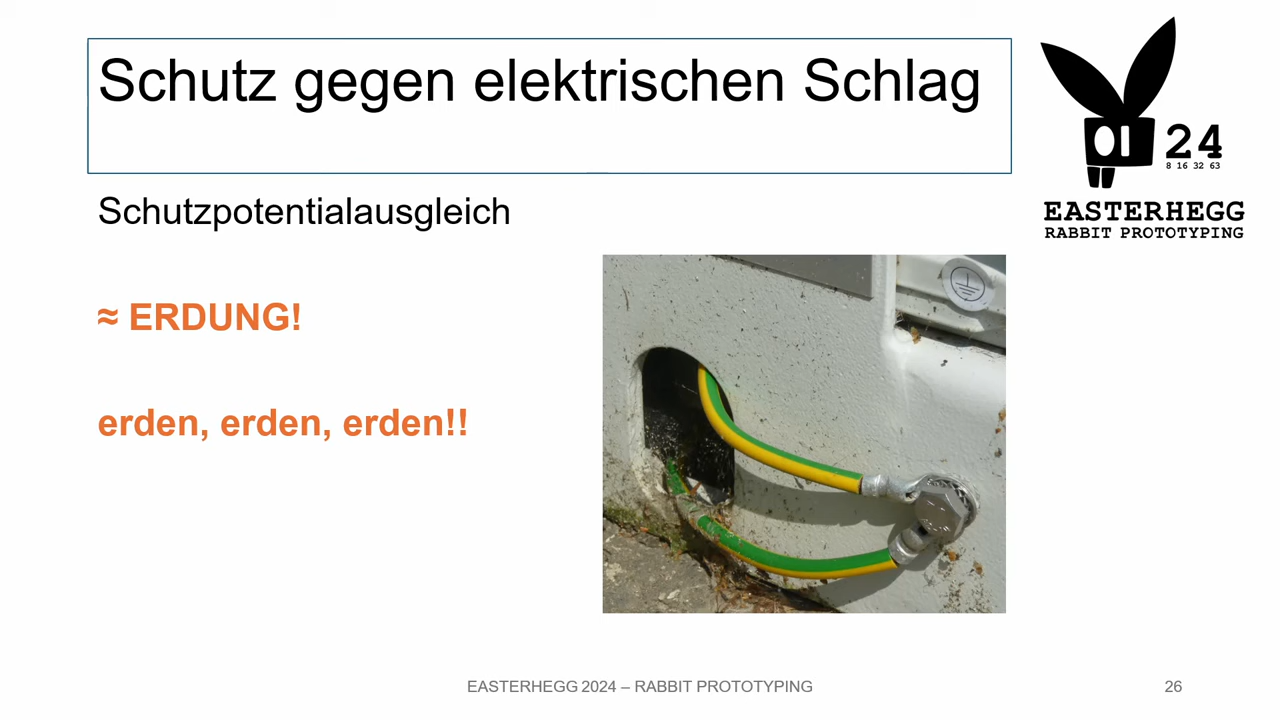 Schutz gegen elektrischen Schlag
Schutzpotentialausgleich
≈ ERDUNG!
erden, erden, erden!!
24
8 16 32 63
EASTERHEGG
RABBIT PROTOTYPING
EASTERHEGG 2024 – RABBIT PROTOTYPING
26